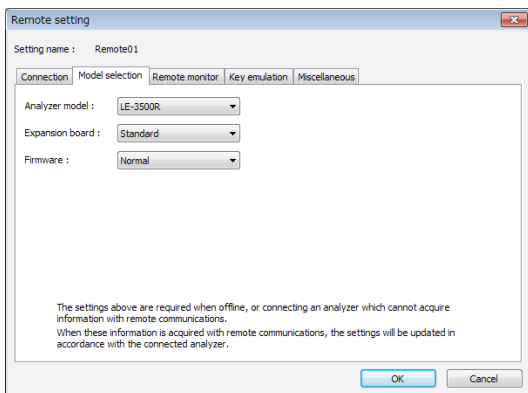 Remote setting
Setting name : Remote01
Connection Model selection Remote monitor Key emulation Miscellaneous
Analyzer model : LE-3500R
Expansion board : Standard
Firmware : Normal
The settings above are required when offline, or connecting an analyzer which cannot acquire
information with remote communications.
When these information is acquired with remote communications, the settings will be updated in
accordance with the connected analyzer.
OK Cancel